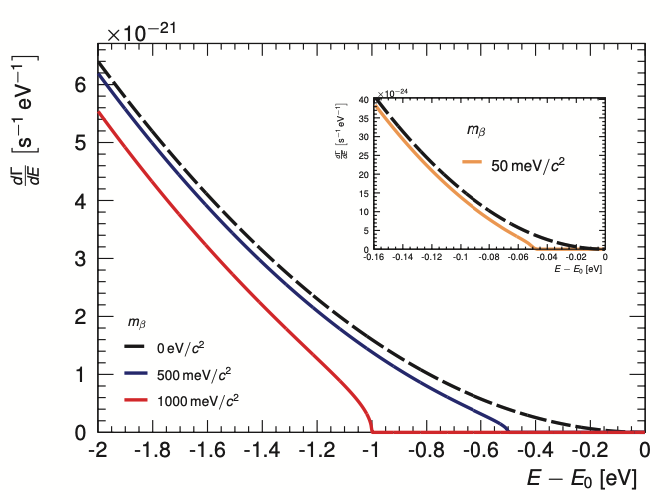 ×10−21
dΓ/dE [s−1 eV−1]
6
5
4
3
2
1
0
-2 -1.8 -1.6 -1.4 -1.2 -1 -0.8 -0.6 -0.4 -0.2 0
E − E0 [eV]
mβ
0 eV/c2
500 meV/c2
1000 meV/c2
×10−24
dΓ/dE [s−1 eV−1]
40
35
30
25
20
15
10
5
0
-0.16 -0.14 -0.12 -0.1 -0.08 -0.06 -0.04 -0.02 0
E − E0 [eV]
mβ
50 meV/c2